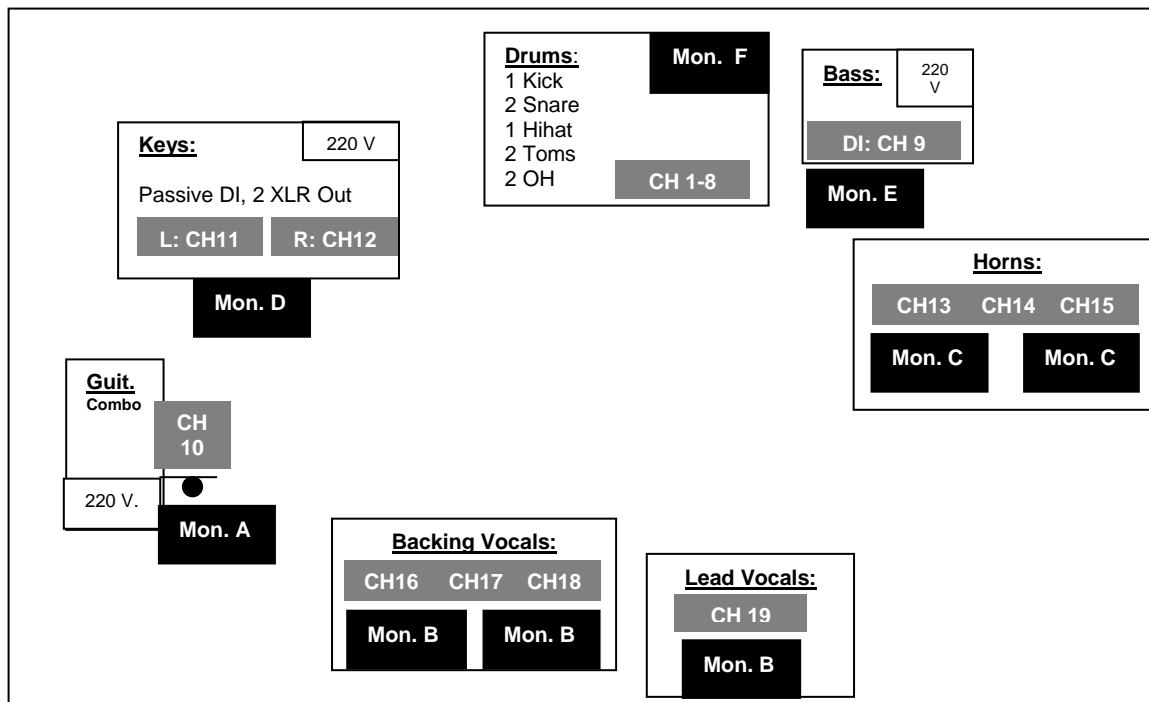 Drums:
1 Kick
2 Snare
1 Hihat
2 Toms
2 OH
CH 1-8
Mon. F
Bass:
220
V
DI: CH 9
Mon. E
Keys:
220 V
Passive DI, 2 XLR Out
L: CH11 R: CH12
Mon. D
Horns:
CH13 CH14 CH15
Mon. C Mon. C
Guit.
Combo
CH
10
220 V.
Mon. A
Backing Vocals:
CH16 CH17 CH18
Mon. B Mon. B
Lead Vocals:
CH 19
Mon. B